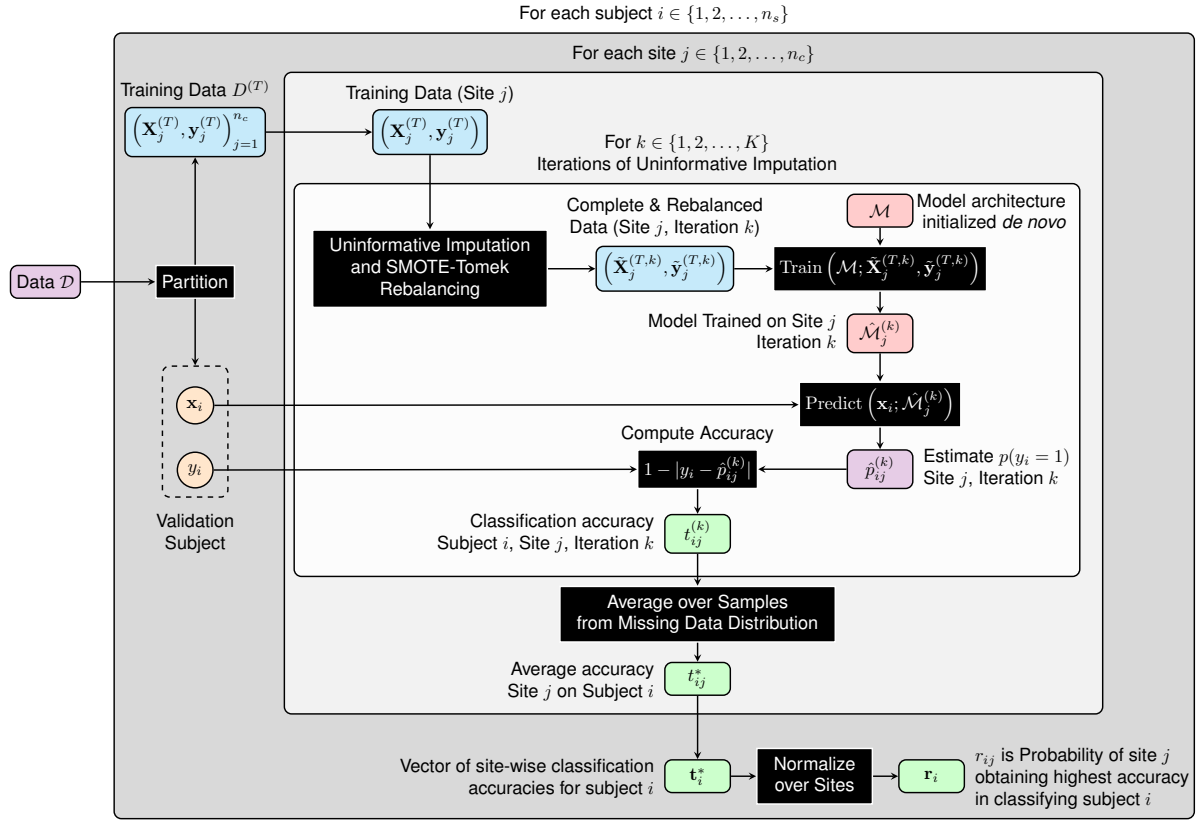 For each subject $i \in \{1, 2, \ldots, n_s\}$
For each site $j \in \{1, 2, \ldots, n_c\}$
Training Data $D^{(T)}$
$\left(\mathbf{X}_j^{(T)}, \mathbf{y}_j^{(T)}\right)_{j=1}^{n_c}$
Training Data (Site $j$)
$\left(\mathbf{X}_j^{(T)}, \mathbf{y}_j^{(T)}\right)$
For $k \in \{1, 2, \ldots, K\}$
Iterations of Uninformative Imputation
Data $\mathcal{D}$
Partition
Uninformative Imputation
and SMOTE-Tomek
Rebalancing
Complete & Rebalanced
Data (Site $j$, Iteration $k$)
$\left(\tilde{\mathbf{X}}_j^{(T,k)}, \tilde{\mathbf{y}}_j^{(T,k)}\right)$
$\mathcal{M}$
Model architecture
initialized de novo
Train $\left(\mathcal{M}; \tilde{\mathbf{X}}_j^{(T,k)}, \tilde{\mathbf{y}}_j^{(T,k)}\right)$
Model Trained on Site $j$
Iteration $k$
$\hat{\mathcal{M}}_j^{(k)}$
$\mathbf{x}_i$
Predict $\left(\mathbf{x}_i; \hat{\mathcal{M}}_j^{(k)}\right)$
$y_i$
Compute Accuracy
$1 - |y_i - \hat{p}_{ij}^{(k)}|$
$\hat{p}_{ij}^{(k)}$
Estimate $p(y_i = 1)$
Site $j$, Iteration $k$
Validation
Subject
Classification accuracy
Subject $i$, Site $j$, Iteration $k$
$t_{ij}^{(k)}$
Average over Samples
from Missing Data Distribution
Average accuracy
Site $j$ on Subject $i$
$t_{ij}^*$
Vector of site-wise classification
accuracies for subject $i$
$\mathbf{t}_i^*$
Normalize
over Sites
$\mathbf{r}_i$
$r_{ij}$ is Probability of site $j$
obtaining highest accuracy
in classifying subject $i$